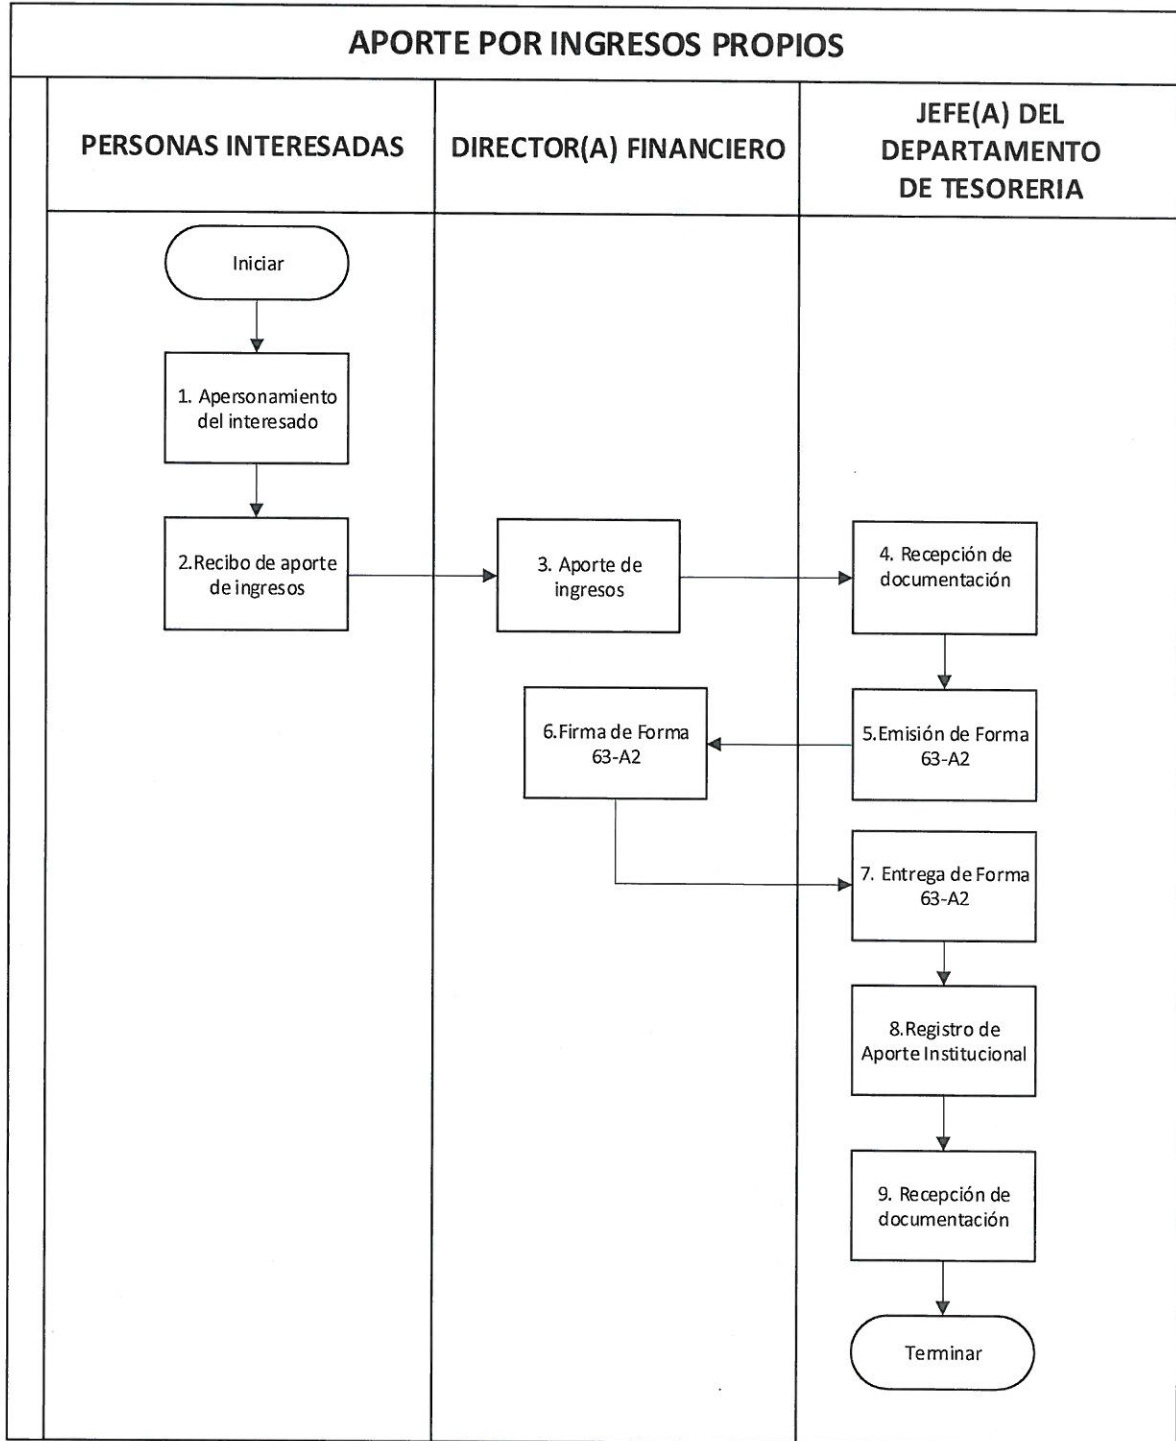 APORTE POR INGRESOS PROPIOS
PERSONAS INTERESADAS
DIRECTOR(A) FINANCIERO
JEFE(A) DEL
DEPARTAMENTO
DE TESORERIA
Iniciar
1. Apersonamiento
del interesado
2.Recibo de aporte
de ingresos
3. Aporte de
ingresos
4. Recepción de
documentación
5.Emisión de Forma
63-A2
6.Firma de Forma
63-A2
7. Entrega de Forma
63-A2
8.Registro de
Aporte Institucional
9. Recepción de
documentación
Terminar